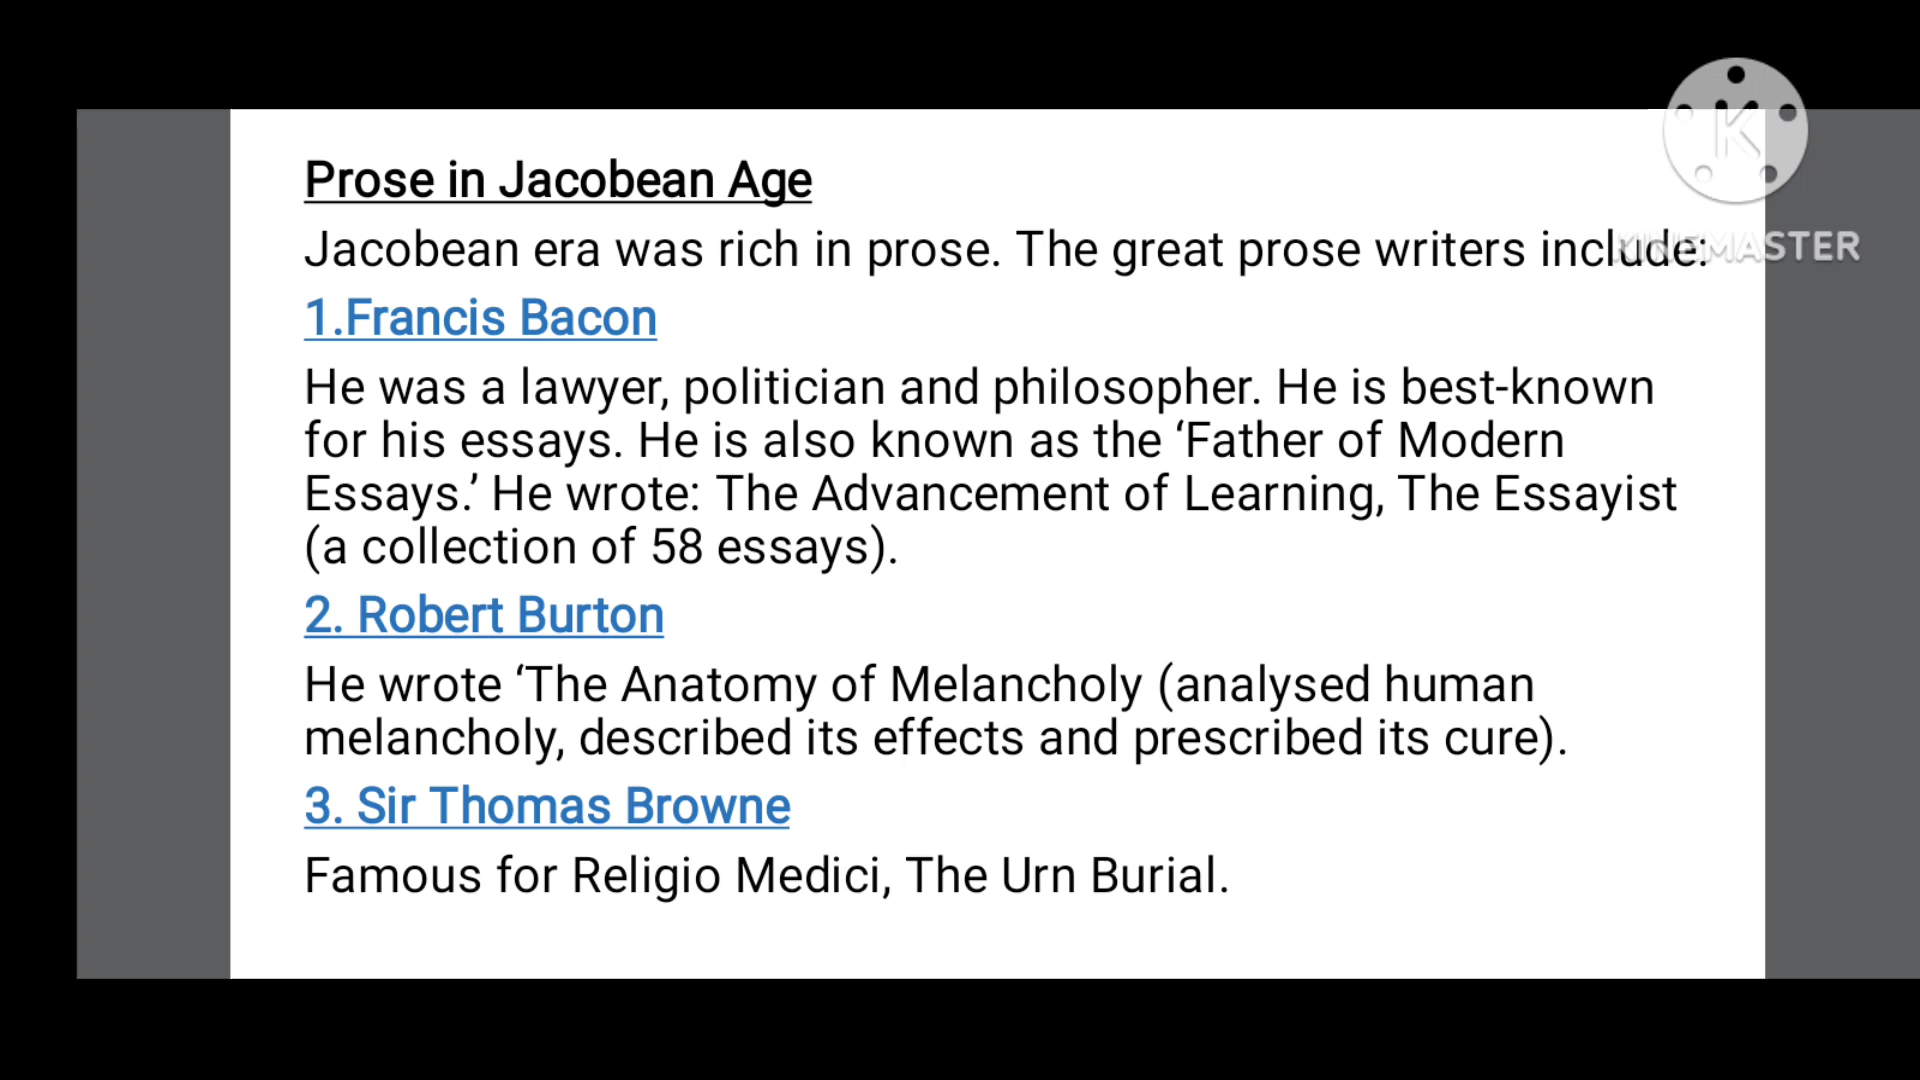 Prose in Jacobean Age
Jacobean era was rich in prose. The great prose writers include:
KINEMASTER
1.Francis Bacon
He was a lawyer, politician and philosopher. He is best-known
for his essays. He is also known as the ‘Father of Modern
Essays.’ He wrote: The Advancement of Learning, The Essayist
(a collection of 58 essays).
2. Robert Burton
He wrote ‘The Anatomy of Melancholy (analysed human
melancholy, described its effects and prescribed its cure).
3. Sir Thomas Browne
Famous for Religio Medici, The Urn Burial.